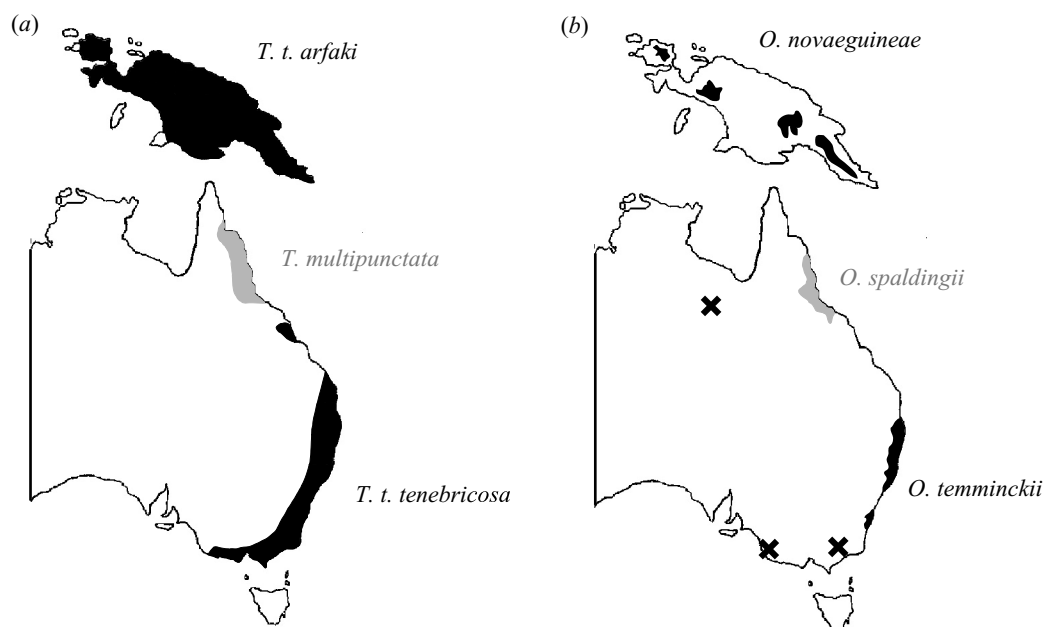 (a)
T. t. arfaki
T. multipunctata
T. t. tenebricosa
(b)
O. novaeguineae
O. spaldingii
O. temminckii